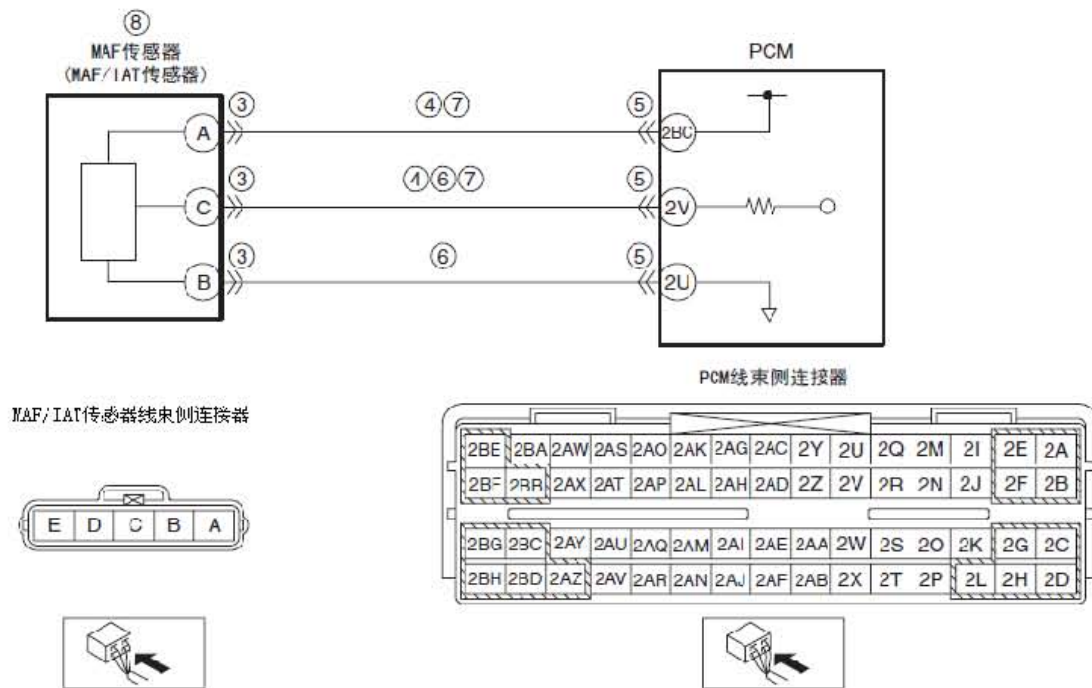 ⑧
MAF传感器
(MAF/IAT传感器)
PCM
③ ④⑦ ⑤
A 2BC
③ ④⑥⑦ ⑤
C 2V
③ ⑥ ⑤
B 2U
PCM线束侧连接器
MAF/IAT传感器线束侧连接器
2BE 2BA 2AW 2AS 2AO 2AK 2AG 2AC 2Y 2U 2Q 2M 2I 2E 2A
2BF 2BB 2AX 2AT 2AP 2AL 2AH 2AD 2Z 2V 2R 2N 2J 2F 2B
E D C B A
2BG 2BC 2AY 2AU 2AQ 2AM 2AI 2AE 2AA 2W 2S 2O 2K 2G 2C
2BH 2BD 2AZ 2AV 2AR 2AN 2AJ 2AF 2AB 2X 2T 2P 2L 2H 2D